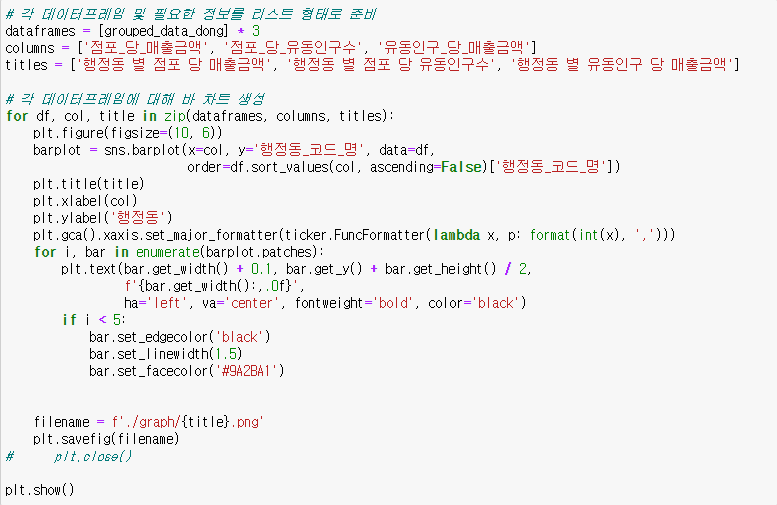 # 각 데이터프레임 및 필요한 정보를 리스트 형태로 준비
dataframes = [grouped_data_dong] * 3
columns = ['점포_당_매출금액', '점포_당_유동인구수', '유동인구_당_매출금액']
titles = ['행정동 별 점포 당 매출금액', '행정동 별 점포 당 유동인구수', '행정동 별 유동인구 당 매출금액']

# 각 데이터프레임에 대해 바 차트 생성
for df, col, title in zip(dataframes, columns, titles):
    plt.figure(figsize=(10, 6))
    barplot = sns.barplot(x=col, y='행정동_코드_명', data=df,
                          order=df.sort_values(col, ascending=False)['행정동_코드_명'])
    plt.title(title)
    plt.xlabel(col)
    plt.ylabel('행정동')
    plt.gca().xaxis.set_major_formatter(ticker.FuncFormatter(lambda x, p: format(int(x), ',')))
    for i, bar in enumerate(barplot.patches):
        plt.text(bar.get_width() + 0.1, bar.get_y() + bar.get_height() / 2,
                 f'{bar.get_width():,.0f}',
                 ha='left', va='center', fontweight='bold', color='black')
        if i < 5:
            bar.set_edgecolor('black')
            bar.set_linewidth(1.5)
            bar.set_facecolor('#9A2BA1')

    filename = f'./graph/{title}.png'
    plt.savefig(filename)
#     plt.close()

plt.show()